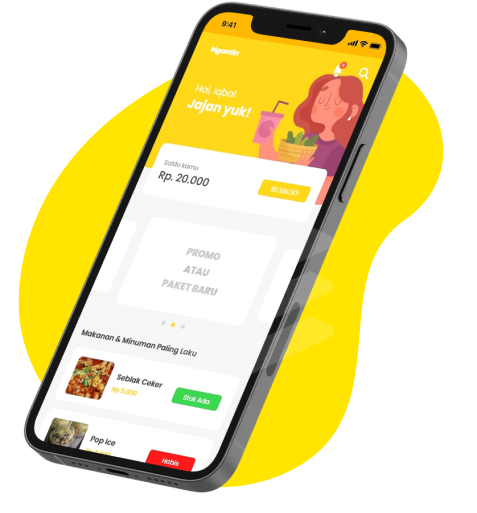 9:41
Ngantin
Hai, iqbal
Jajan yuk!
Saldo kamu
Rp. 20.000
ISI SALDO
PROMO
ATAU
PAKET BARU
Makanan & Minuman Paling Laku
Seblak Ceker
Rp 5.000
Stok Ada
Pop Ice
Habis